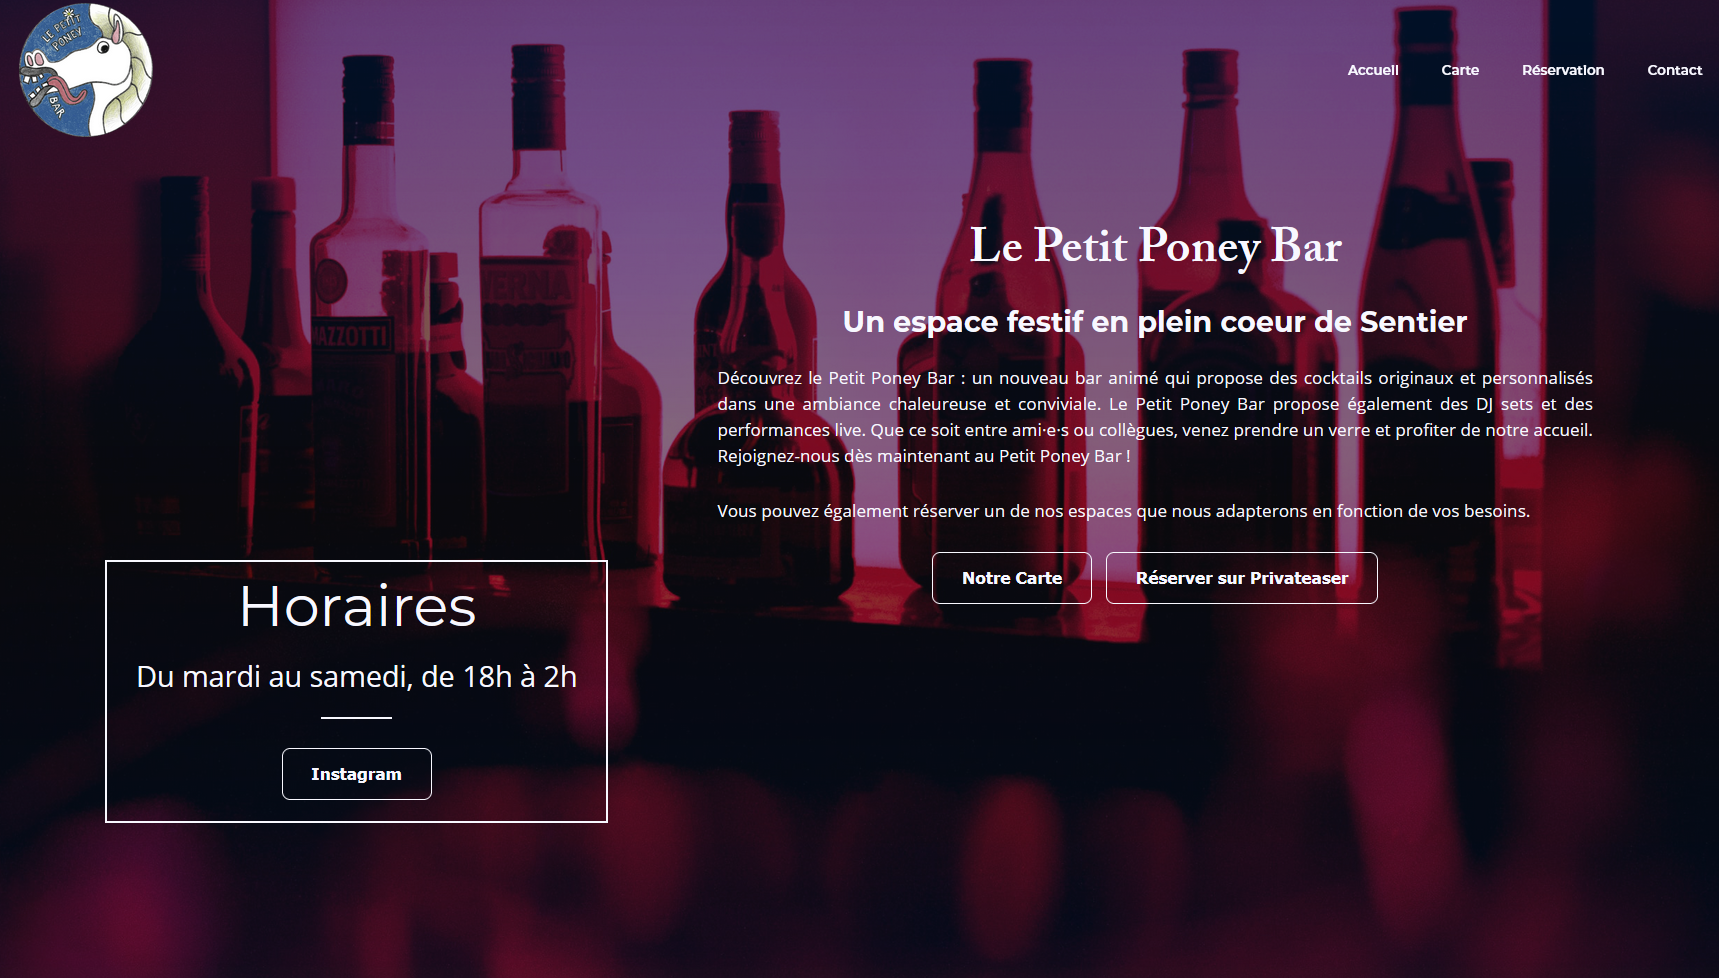 LE PETIT
PONEY
BAR
Accueil
Carte
Réservation
Contact
Le Petit Poney Bar
Un espace festif en plein coeur de Sentier
Découvrez le Petit Poney Bar : un nouveau bar animé qui propose des cocktails originaux et personnalisés
dans une ambiance chaleureuse et conviviale. Le Petit Poney Bar propose également des DJ sets et des
performances live. Que ce soit entre ami·e·s ou collègues, venez prendre un verre et profiter de notre accueil.
Rejoignez-nous dès maintenant au Petit Poney Bar !
Vous pouvez également réserver un de nos espaces que nous adapterons en fonction de vos besoins.
Notre Carte
Réserver sur Privateaser
Horaires
Du mardi au samedi, de 18h à 2h
Instagram